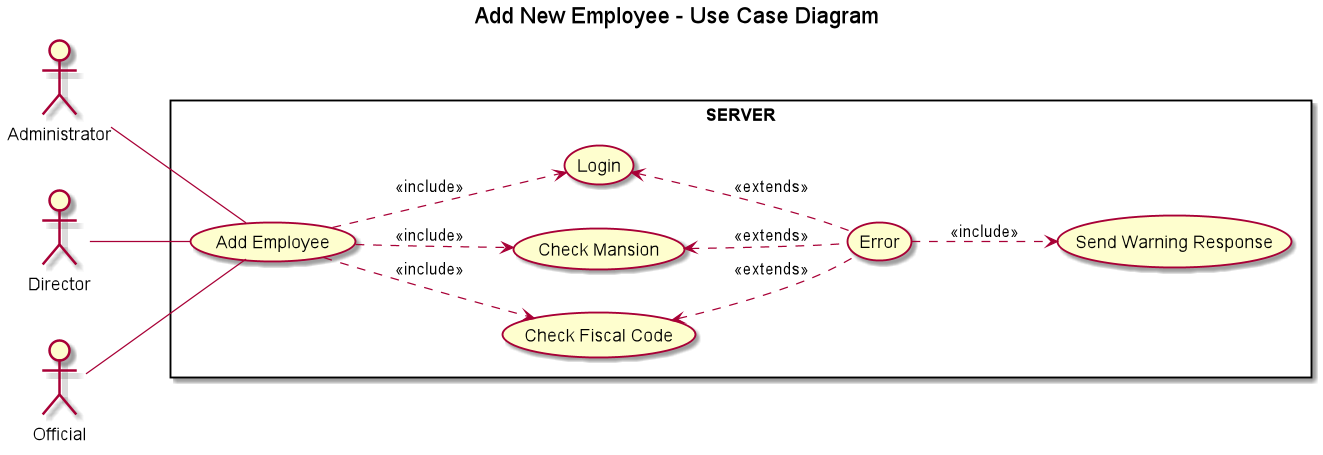 Add New Employee - Use Case Diagram
SERVER
Administrator
Director
Official
Add Employee
«include»
«include»
«include»
Login
Check Mansion
Check Fiscal Code
«extends»
«extends»
«extends»
Error
«include»
Send Warning Response